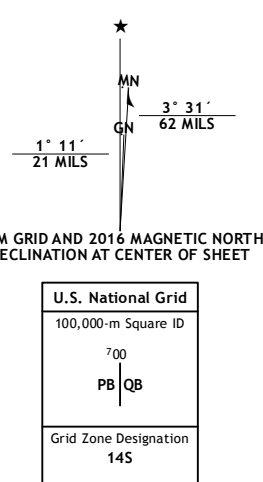 ★
MN
3° 31´
62 MILS
GN
1° 11´
21 MILS
M GRID AND 2016 MAGNETIC NORTH
ECLINATION AT CENTER OF SHEET
U.S. National Grid
100,000-m Square ID
⁷00
PB QB
Grid Zone Designation
14S